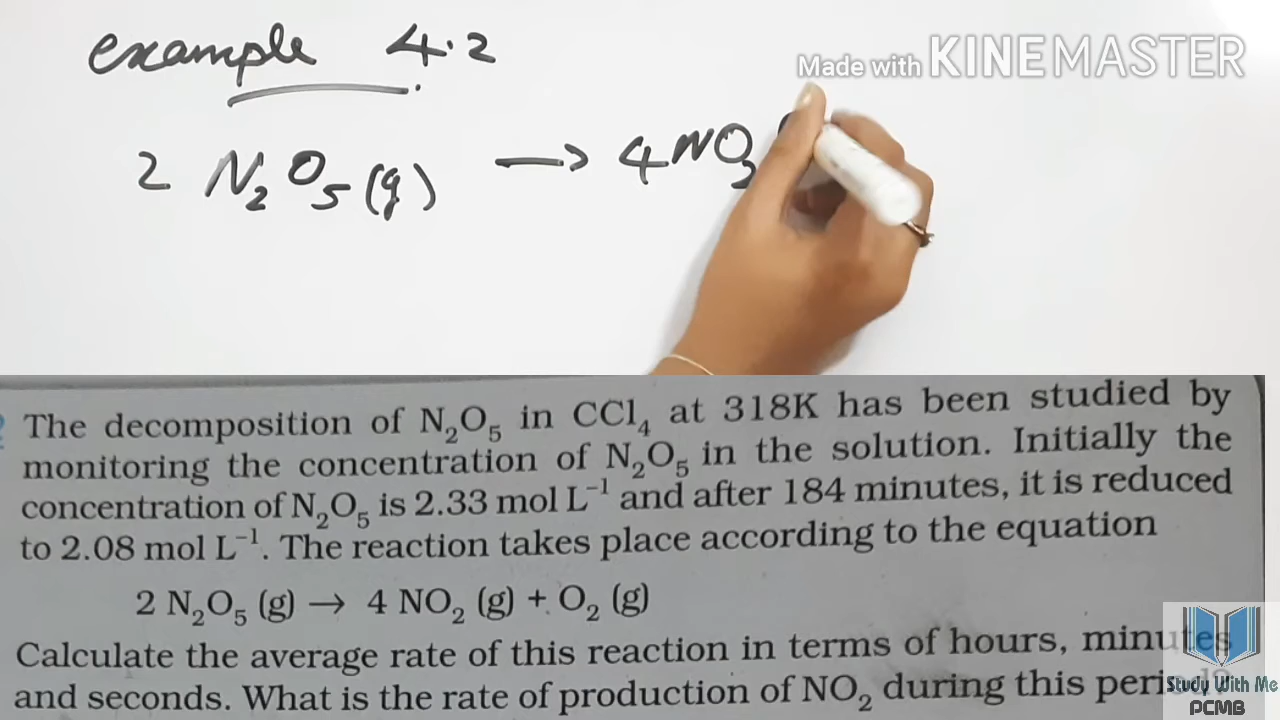 example 4.2
Made with KINEMASTER
2 N₂O₅(g) → 4NO₂
The decomposition of N₂O₅ in CCl₄ at 318K has been studied by
monitoring the concentration of N₂O₅ in the solution. Initially the
concentration of N₂O₅ is 2.33 mol L⁻¹ and after 184 minutes, it is reduced
to 2.08 mol L⁻¹. The reaction takes place according to the equation
2 N₂O₅ (g) → 4 NO₂ (g) + O₂ (g)
Calculate the average rate of this reaction in terms of hours, minutes
and seconds. What is the rate of production of NO₂ during this
Study With Me
PCMB